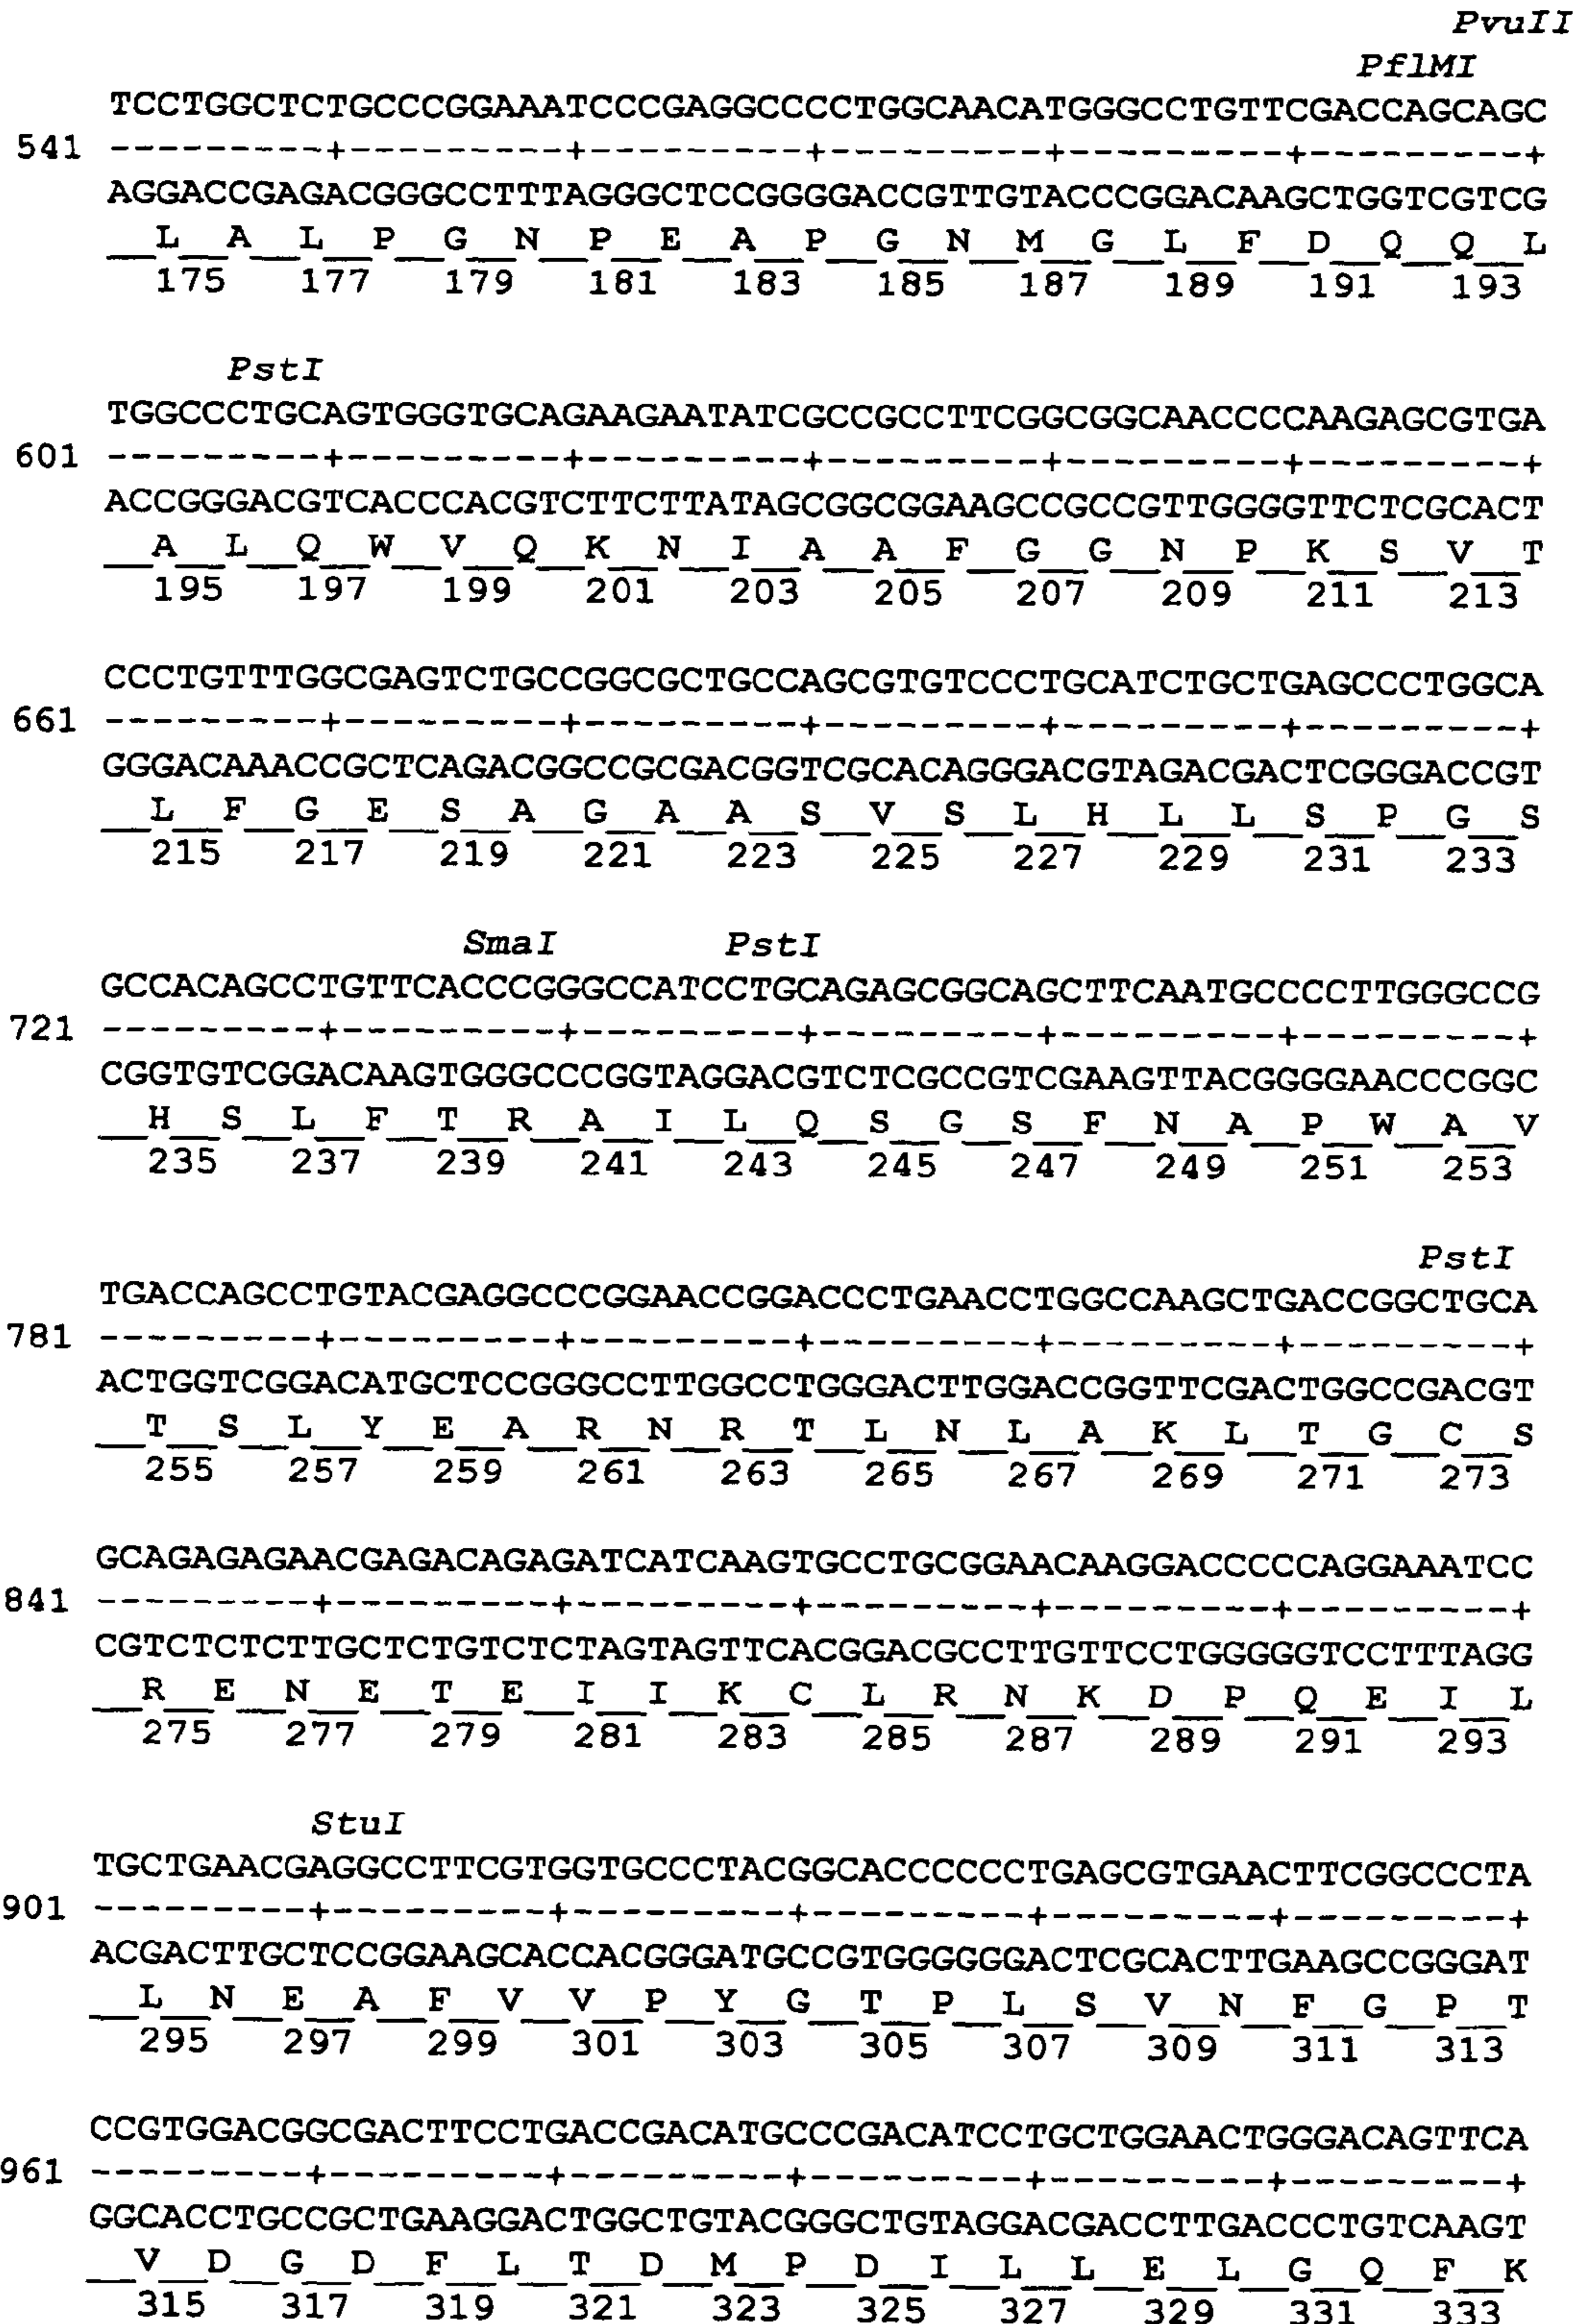 PvuII
PflMI
TCCTGGCTCTGCCCGGAAATCCCGAGGCCCCTGGCAACATGGGCCTGTTCGACCAGCAGC
541 ---------+---------+---------+---------+---------+---------+
AGGACCGAGACGGGCCTTTAGGGCTCCGGGGACCGTTGTACCCGGACAAGCTGGTCGTCG
L A L P G N P E A P G N M G L F D Q Q L
175 177 179 181 183 185 187 189 191 193
PstI
TGGCCCTGCAGTGGGTGCAGAAGAATATCGCCGCCTTCGGCGGCAACCCCAAGAGCGTGA
601 ---------+---------+---------+---------+---------+---------+
ACCGGGACGTCACCCACGTCTTCTTATAGCGGCGGAAGCCGCCGTTGGGGTTCTCGCACT
A L Q W V Q K N I A A F G G N P K S V T
195 197 199 201 203 205 207 209 211 213
CCCTGTTTGGCGAGTCTGCCGGCGCTGCCAGCGTGTCCCTGCATCTGCTGAGCCCTGGCA
661 ---------+---------+---------+---------+---------+---------+
GGGACAAACCGCTCAGACGGCCGCGACGGTCGCACAGGGACGTAGACGACTCGGGACCGT
L F G E S A G A A S V S L H L L S P G S
215 217 219 221 223 225 227 229 231 233
SmaI PstI
GCCACAGCCTGTTCACCCGGGCCATCCTGCAGAGCGGCAGCTTCAATGCCCCTTGGGCCG
721 ---------+---------+---------+---------+---------+---------+
CGGTGTCGGACAAGTGGGCCCGGTAGGACGTCTCGCCGTCGAAGTTACGGGGAACCCGGC
H S L F T R A I L Q S G S F N A P W A V
235 237 239 241 243 245 247 249 251 253
PstI
TGACCAGCCTGTACGAGGCCCGGAACCGGACCCTGAACCTGGCCAAGCTGACCGGCTGCA
781 ---------+---------+---------+---------+---------+---------+
ACTGGTCGGACATGCTCCGGGCCTTGGCCTGGGACTTGGACCGGTTCGACTGGCCGACGT
T S L Y E A R N R T L N L A K L T G C S
255 257 259 261 263 265 267 269 271 273
GCAGAGAGAACGAGACAGAGATCATCAAGTGCCTGCGGAACAAGGACCCCCAGGAAATCC
841 ---------+---------+---------+---------+---------+---------+
CGTCTCTCTTGCTCTGTCTCTAGTAGTTCACGGACGCCTTGTTCCTGGGGGTCCTTTAGG
R E N E T E I I K C L R N K D P Q E I L
275 277 279 281 283 285 287 289 291 293
StuI
TGCTGAACGAGGCCTTCGTGGTGCCCTACGGCACCCCCCTGAGCGTGAACTTCGGCCCTA
901 ---------+---------+---------+---------+---------+---------+
ACGACTTGCTCCGGAAGCACCACGGGATGCCGTGGGGGGACTCGCACTTGAAGCCGGGAT
L N E A F V V P Y G T P L S V N F G P T
295 297 299 301 303 305 307 309 311 313
CCGTGGACGGCGACTTCCTGACCGACATGCCCGACATCCTGCTGGAACTGGGACAGTTCA
961 ---------+---------+---------+---------+---------+---------+
GGCACCTGCCGCTGAAGGACTGGCTGTACGGGCTGTAGGACGACCTTGACCCTGTCAAGT
V D G D F L T D M P D I L L E L G Q F K
315 317 319 321 323 325 327 329 331 333